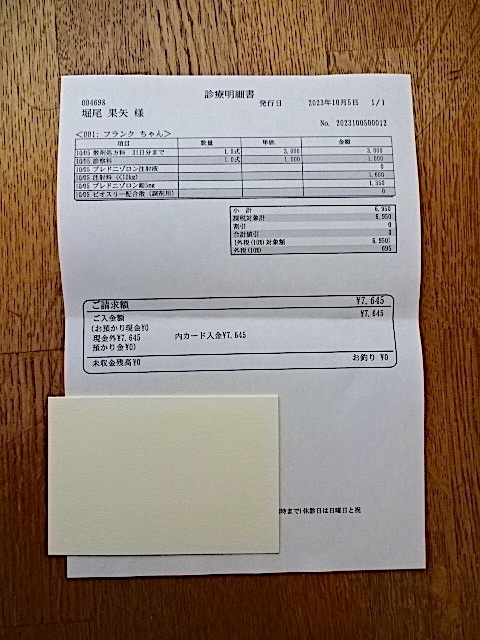 診療明細書
004698 発行日 2023年10月5日 1/1
堀尾 果矢 様
No. 2023100500012
<001: フランク ちゃん>
項目 数量 単価 金額
10/05 散剤処方料 31日分まで 1.0式 3,000 3,000
10/05 診察料 1.0式 1,000 1,000
10/05 プレドニゾロン注射液 0
10/05 注射料(<10kg) 1,600
10/05 プレドニゾロン錠5mg 1,350
10/05 ビオスリー配合散(調剤用) 0
小 計 6,950
課税対象計 6,950
割引 0
合計値引 0
(外税(10%)対象額 6,950)
外税(10%) 695
ご請求額 ¥7,645
ご入金額 ¥7,645
(お預かり現金¥0
現金外¥7,645 内カード入金¥7,645
預かり金¥0)
未収金残高¥0 お釣り ¥0
時まで!休診日は日曜日と祝